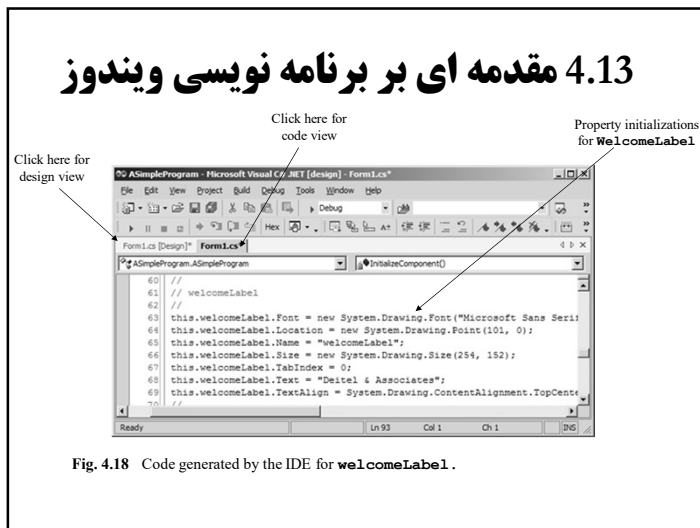 4.13 مقدمه ای بر برنامه نویسی ویندوز
Click here for
code view
Property initializations
for WelcomeLabel
Click here for
design view
ASimpleProgram - Microsoft Visual C# .NET [design] - Form1.cs*
File Edit View Project Build Debug Tools Window Help
Debug
Hex
Form1.cs [Design]* Form1.cs*
ASimpleProgram.ASimpleProgram InitializeComponent()
60 //
61 // welcomeLabel
62 //
63 this.welcomeLabel.Font = new System.Drawing.Font("Microsoft Sans Seri
64 this.welcomeLabel.Location = new System.Drawing.Point(101, 0);
65 this.welcomeLabel.Name = "welcomeLabel";
66 this.welcomeLabel.Size = new System.Drawing.Size(254, 152);
67 this.welcomeLabel.TabIndex = 0;
68 this.welcomeLabel.Text = "Deitel & Associates";
69 this.welcomeLabel.TextAlign = System.Drawing.ContentAlignment.TopCente
70 //
Ready Ln 93 Col 1 Ch 1 INS
Fig. 4.18 Code generated by the IDE for welcomeLabel.